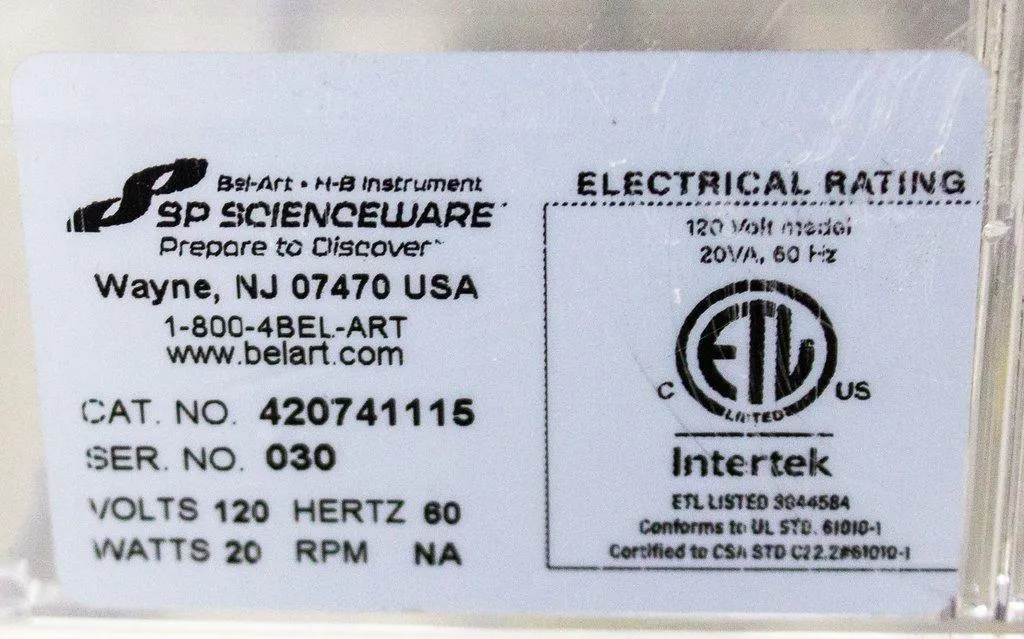 Bel-Art • H-B Instrument
SP SCIENCEWARE
Prepare to Discover™
Wayne, NJ 07470 USA
1-800-4BEL-ART
www.belart.com
CAT. NO. 420741115
SER. NO. 030
VOLTS 120 HERTZ 60
WATTS 20 RPM NA
ELECTRICAL RATING
120 Volt model
20VA, 60 Hz
ETL
C US
LISTED
Intertek
ETL LISTED
Conforms to UL STD. 61010-1
Certified to CSA STD C22.2#61010-1